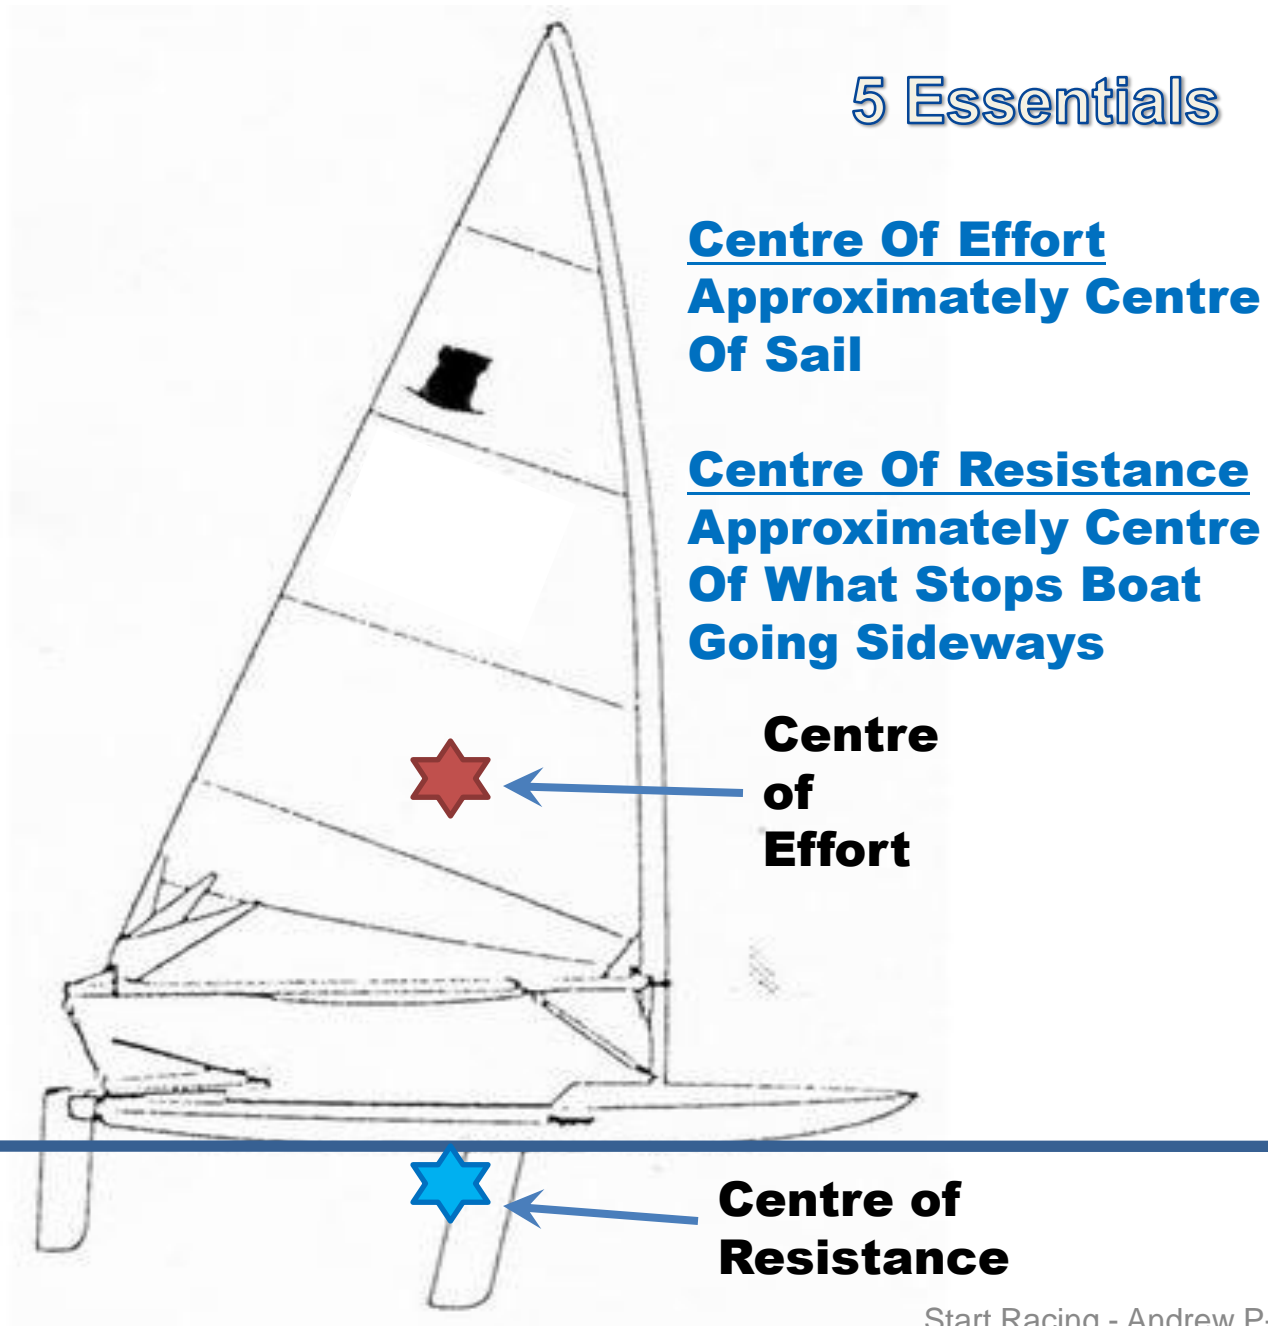 5 Essentials
Centre Of Effort
Approximately Centre
Of Sail
Centre Of Resistance
Approximately Centre
Of What Stops Boat
Going Sideways
Centre
of
Effort
Centre of
Resistance
Start Racing - Andrew P-